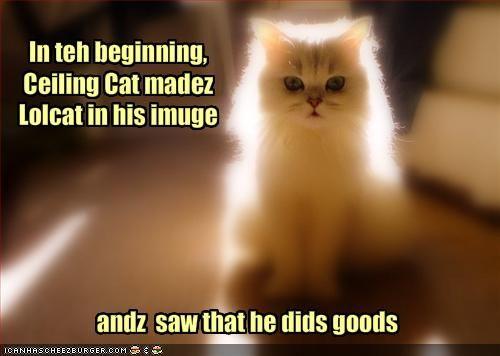 In teh beginning,
Ceiling Cat madez
Lolcat in his imuge
andz saw that he dids goods
ICANHASCHEEZBURGER.COM